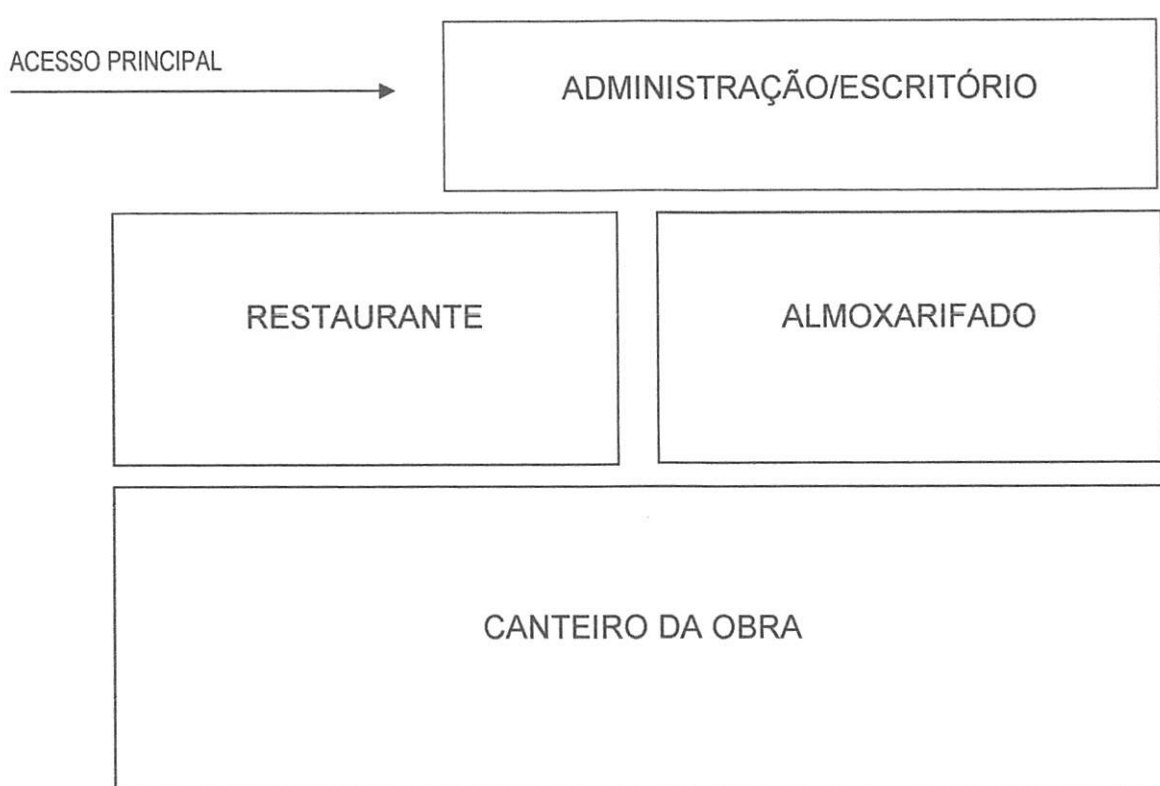 ACESSO PRINCIPAL
ADMINISTRAÇÃO/ESCRITÓRIO
RESTAURANTE
ALMOXARIFADO
CANTEIRO DA OBRA